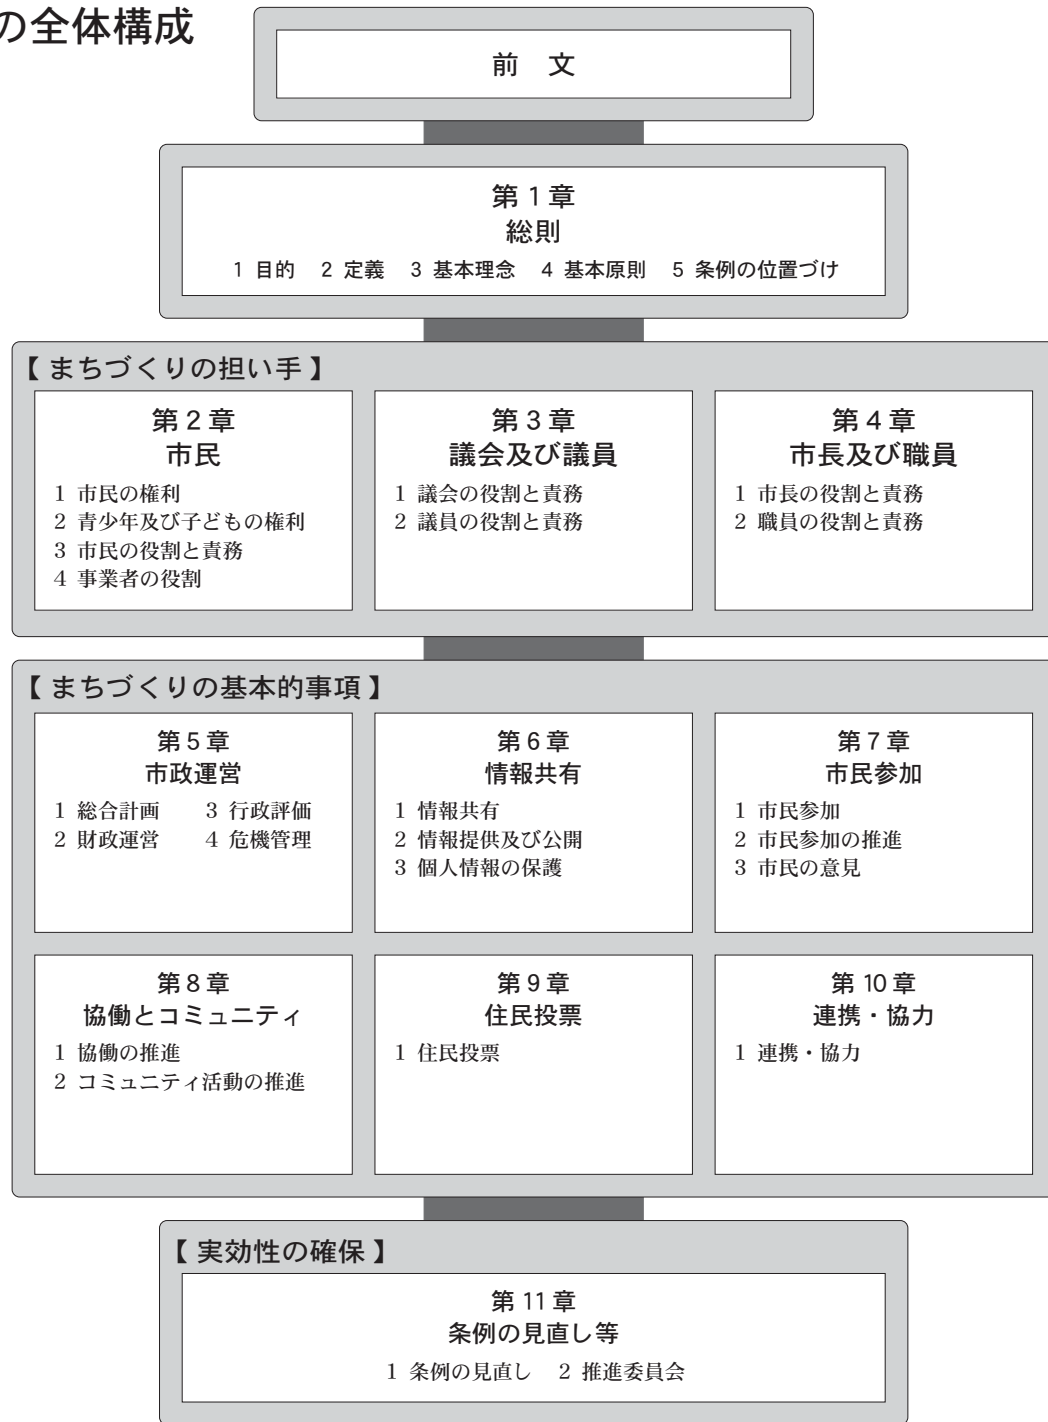 の全体構成
前 文
第 1 章
総則
1 目的 2 定義 3 基本理念 4 基本原則 5 条例の位置づけ
【 まちづくりの担い手 】
第 2 章
市民
1 市民の権利
2 青少年及び子どもの権利
3 市民の役割と責務
4 事業者の役割
第 3 章
議会及び議員
1 議会の役割と責務
2 議員の役割と責務
第 4 章
市長及び職員
1 市長の役割と責務
2 職員の役割と責務
【 まちづくりの基本的事項 】
第 5 章
市政運営
1 総合計画 3 行政評価
2 財政運営 4 危機管理
第 6 章
情報共有
1 情報共有
2 情報提供及び公開
3 個人情報の保護
第 7 章
市民参加
1 市民参加
2 市民参加の推進
3 市民の意見
第 8 章
協働とコミュニティ
1 協働の推進
2 コミュニティ活動の推進
第 9 章
住民投票
1 住民投票
第 10 章
連携・協力
1 連携・協力
【 実効性の確保 】
第 11 章
条例の見直し等
1 条例の見直し 2 推進委員会